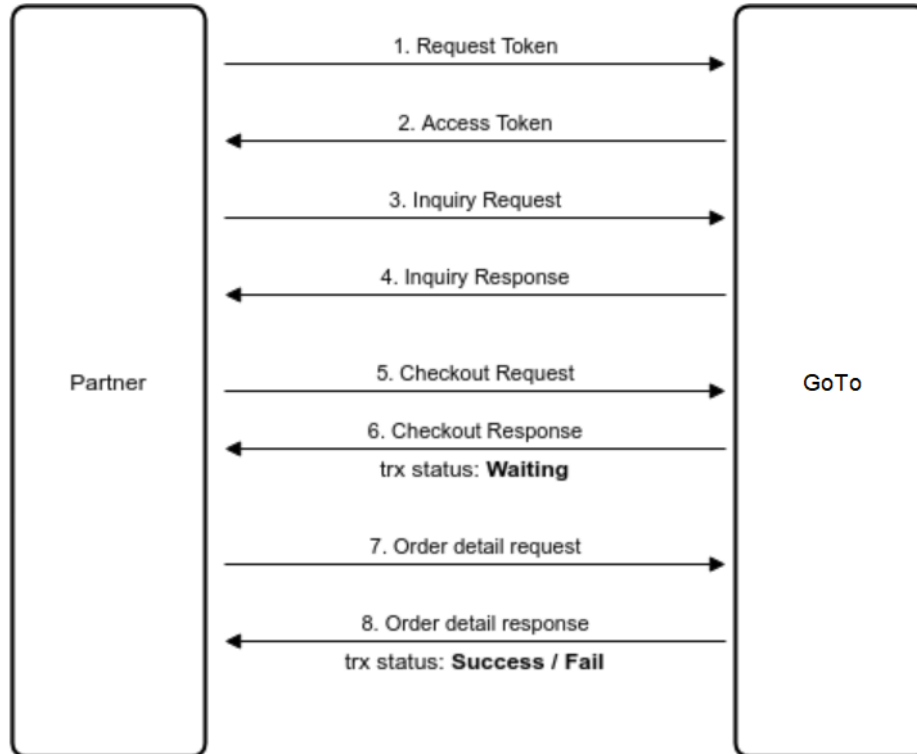 1. Request Token
2. Access Token
3. Inquiry Request
4. Inquiry Response
Partner
5. Checkout Request
GoTo
6. Checkout Response
trx status: Waiting
7. Order detail request
8. Order detail response
trx status: Success / Fail